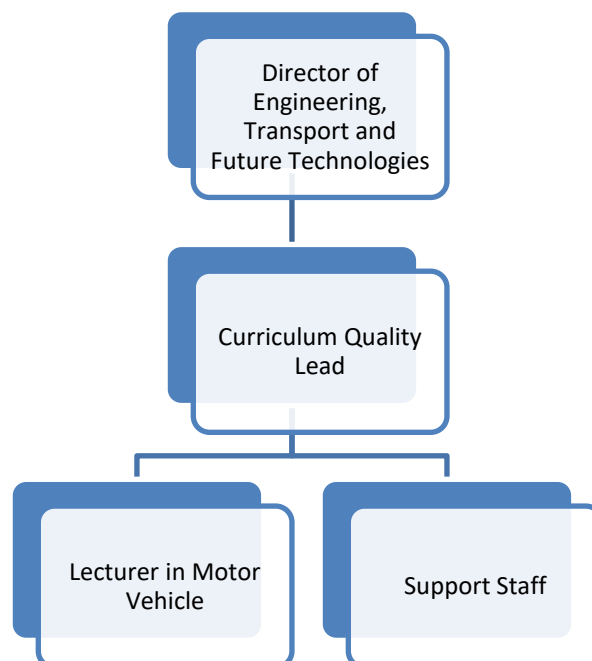 Director of
Engineering,
Transport and
Future Technologies
Curriculum Quality
Lead
Lecturer in Motor
Vehicle
Support Staff